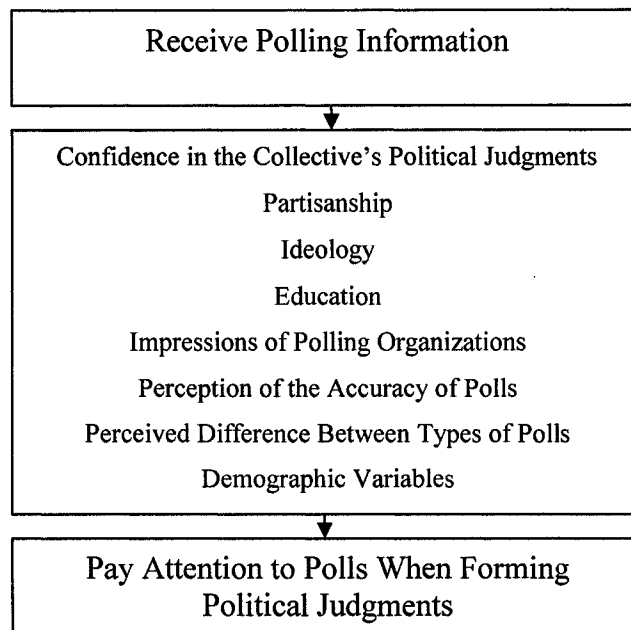 Receive Polling Information
Confidence in the Collective's Political Judgments
Partisanship
Ideology
Education
Impressions of Polling Organizations
Perception of the Accuracy of Polls
Perceived Difference Between Types of Polls
Demographic Variables
Pay Attention to Polls When Forming
Political Judgments